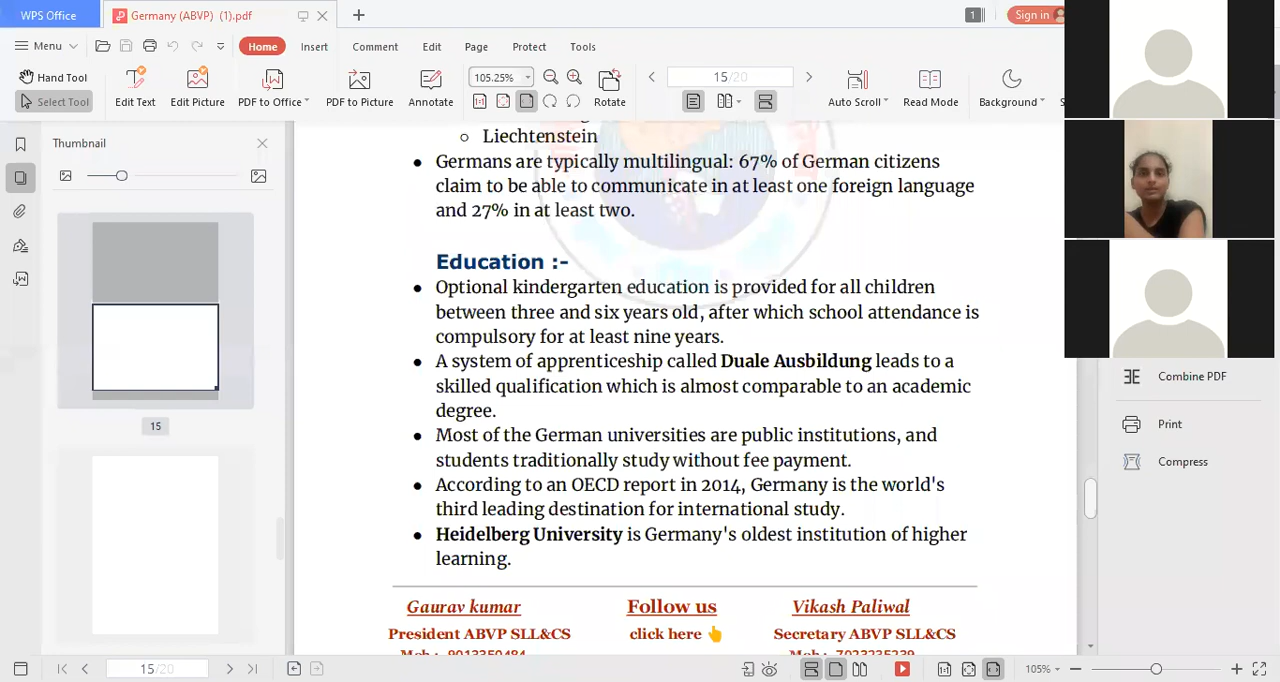 WPS Office
Germany (ABVP) (1).pdf
1
Sign in
Menu
Home
Insert
Comment
Edit
Page
Protect
Tools
Hand Tool
Select Tool
Edit Text
Edit Picture
PDF to Office
PDF to Picture
Annotate
105.25%
Rotate
15/20
Auto Scroll
Read Mode
Background
Thumbnail
15
○ Liechtenstein
● Germans are typically multilingual: 67% of German citizens
claim to be able to communicate in at least one foreign language
and 27% in at least two.
Education :-
● Optional kindergarten education is provided for all children
between three and six years old, after which school attendance is
compulsory for at least nine years.
● A system of apprenticeship called Duale Ausbildung leads to a
skilled qualification which is almost comparable to an academic
degree.
● Most of the German universities are public institutions, and
students traditionally study without fee payment.
● According to an OECD report in 2014, Germany is the world's
third leading destination for international study.
● Heidelberg University is Germany's oldest institution of higher
learning.
Gaurav kumar
Follow us
Vikash Paliwal
President ABVP SLL&CS
click here 👆
Secretary ABVP SLL&CS
Combine PDF
Print
Compress
15/20
105%